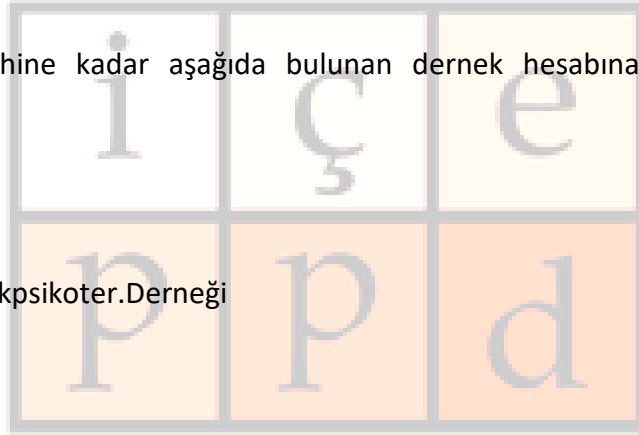 hine kadar aşağıda bulunan dernek hesabına
i ç e
kpsikoter.Derneği
p p d